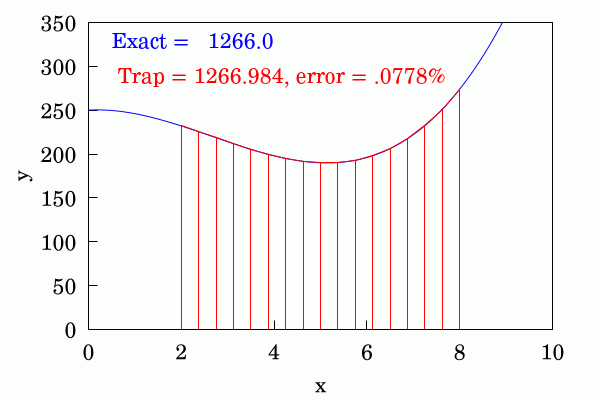 350
Exact = 1266.0
300
Trap = 1266.984, error = .0778%
250
200
y
150
100
50
0
0 2 4 6 8 10
x